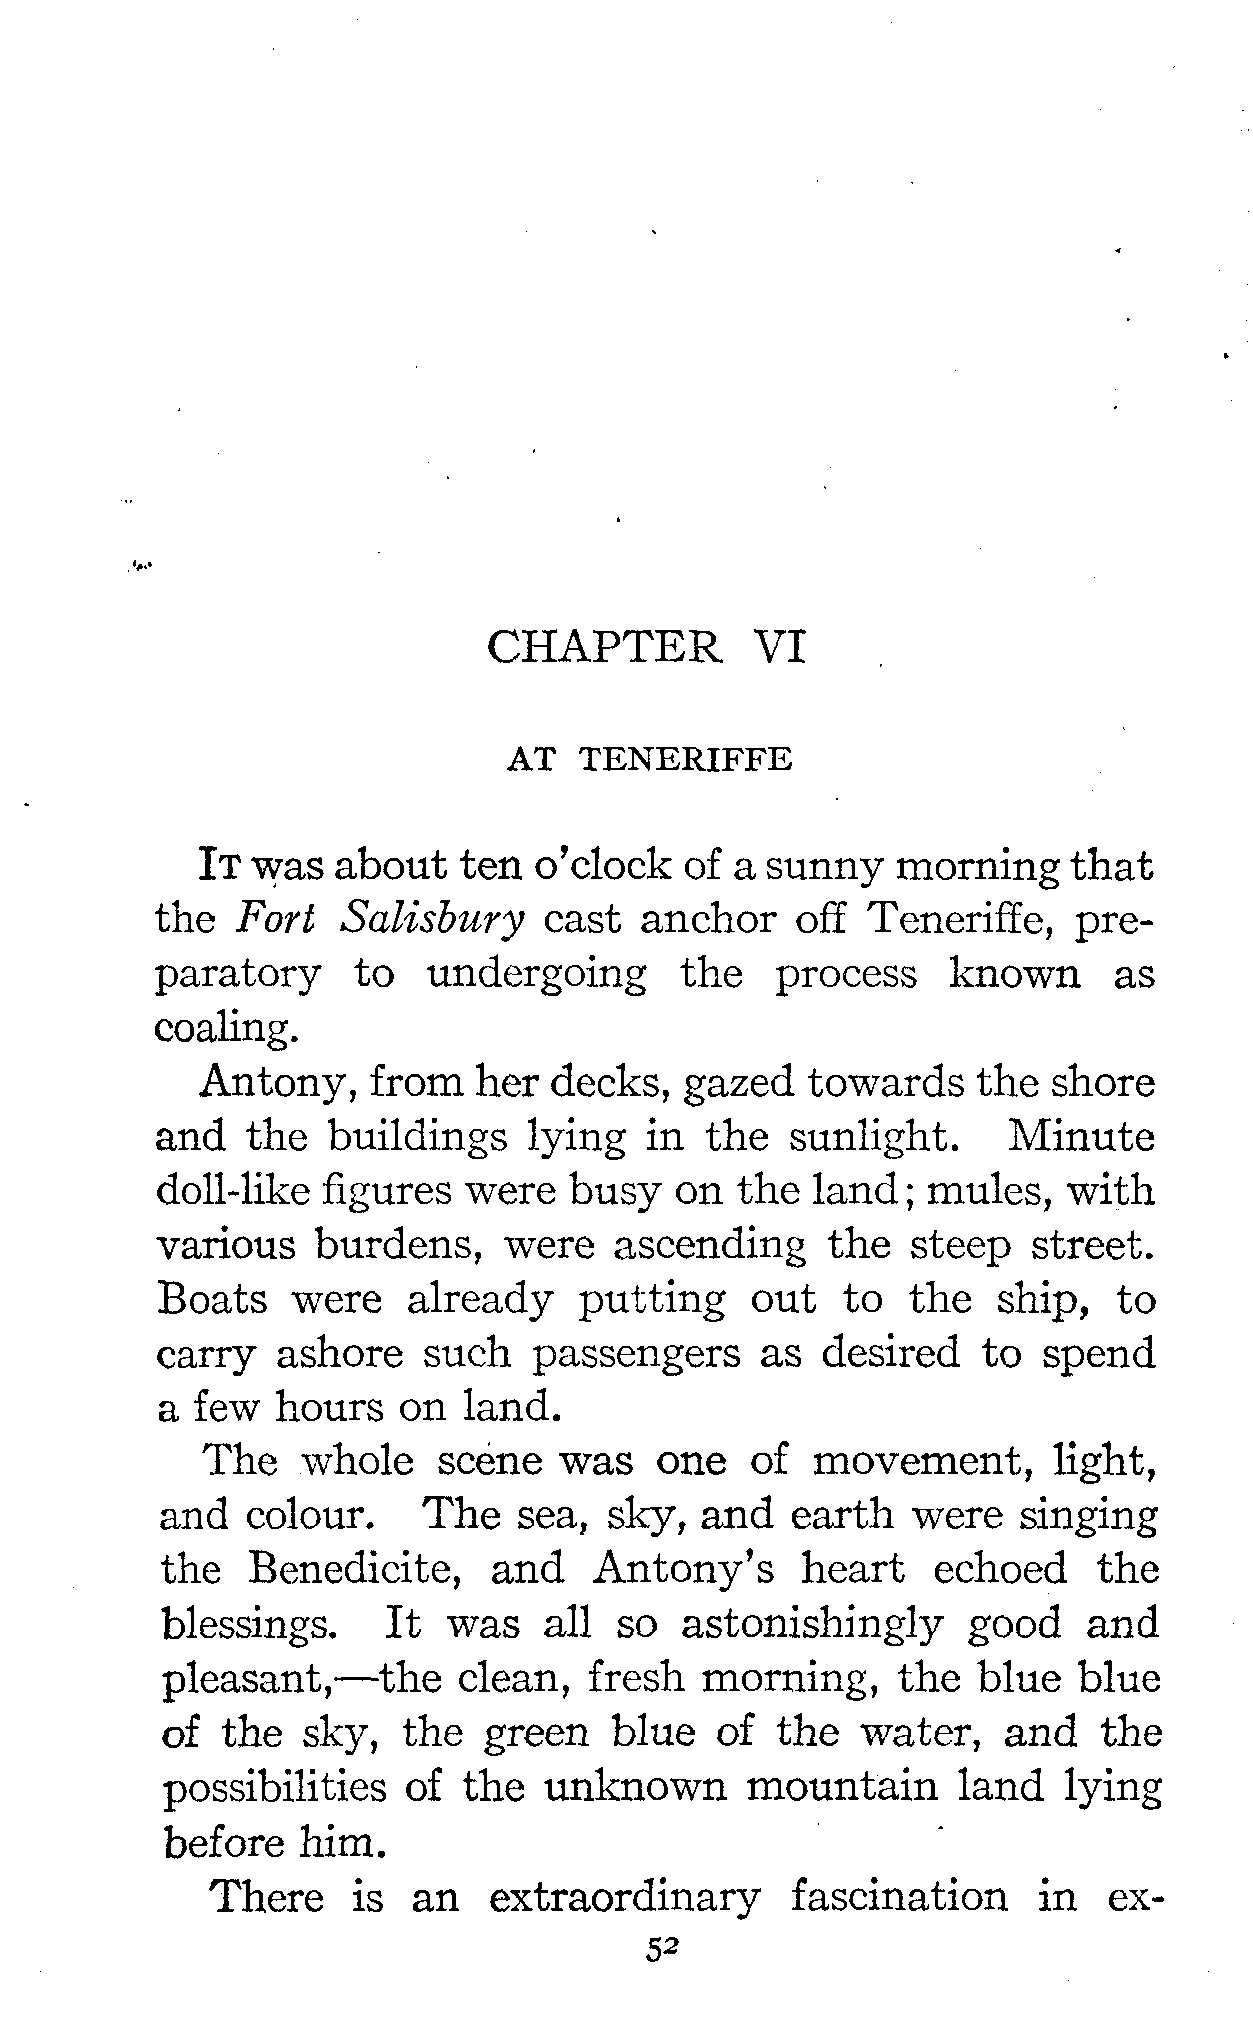 CHAPTER VI
AT TENERIFFE
IT was about ten o'clock of a sunny morning that
the Fort Salisbury cast anchor off Teneriffe, pre-
paratory to undergoing the process known as
coaling.
Antony, from her decks, gazed towards the shore
and the buildings lying in the sunlight. Minute
doll-like figures were busy on the land; mules, with
various burdens, were ascending the steep street.
Boats were already putting out to the ship, to
carry ashore such passengers as desired to spend
a few hours on land.
The whole scene was one of movement, light,
and colour. The sea, sky, and earth were singing
the Benedicite, and Antony's heart echoed the
blessings. It was all so astonishingly good and
pleasant,—the clean, fresh morning, the blue blue
of the sky, the green blue of the water, and the
possibilities of the unknown mountain land lying
before him.
There is an extraordinary fascination in ex-
52